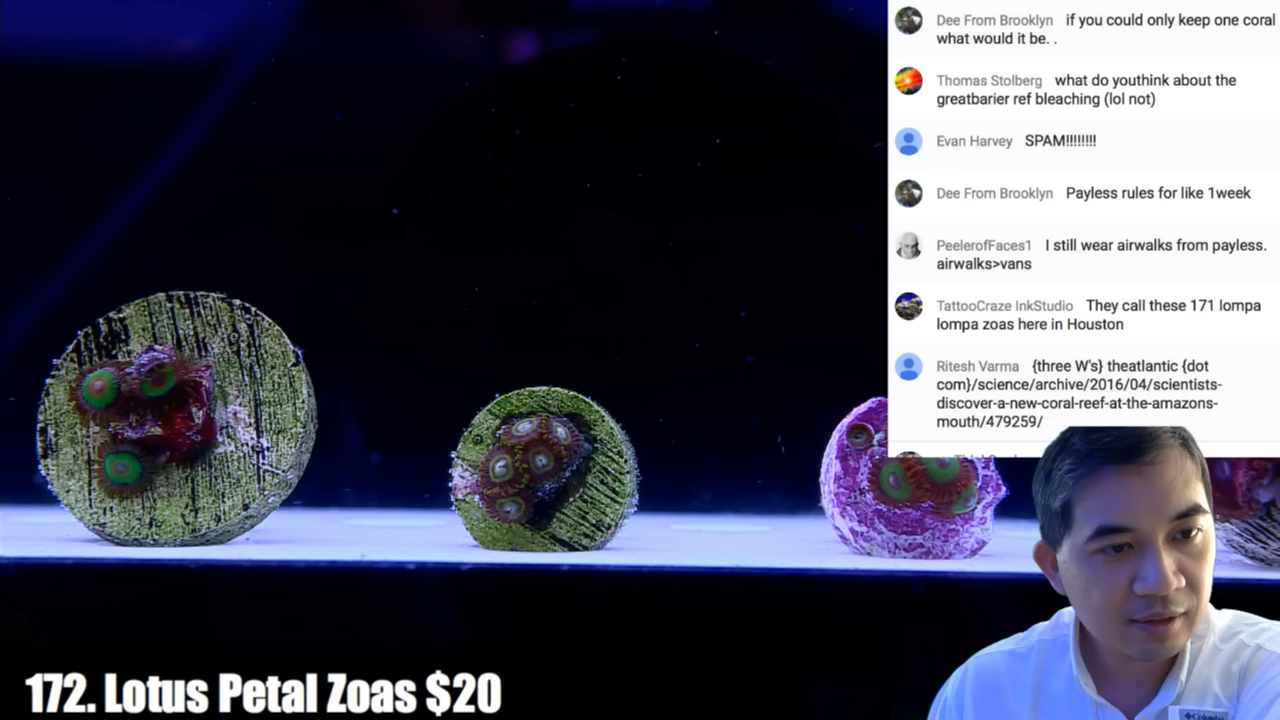 Dee From Brooklyn if you could only keep one coral
what would it be. .
Thomas Stolberg what do youthink about the
greatbarier ref bleaching (lol not)
Evan Harvey SPAM!!!!!!!!
Dee From Brooklyn Payless rules for like 1week
PeelerofFaces1 I still wear airwalks from payless.
airwalks>vans
TattooCraze InkStudio They call these 171 lompa
lompa zoas here in Houston
Ritesh Varma {three W's} theatlantic {dot
com}/science/archive/2016/04/scientists-
discover-a-new-coral-reef-at-the-amazons-
mouth/479259/
172. Lotus Petal Zoas $20
Columbia